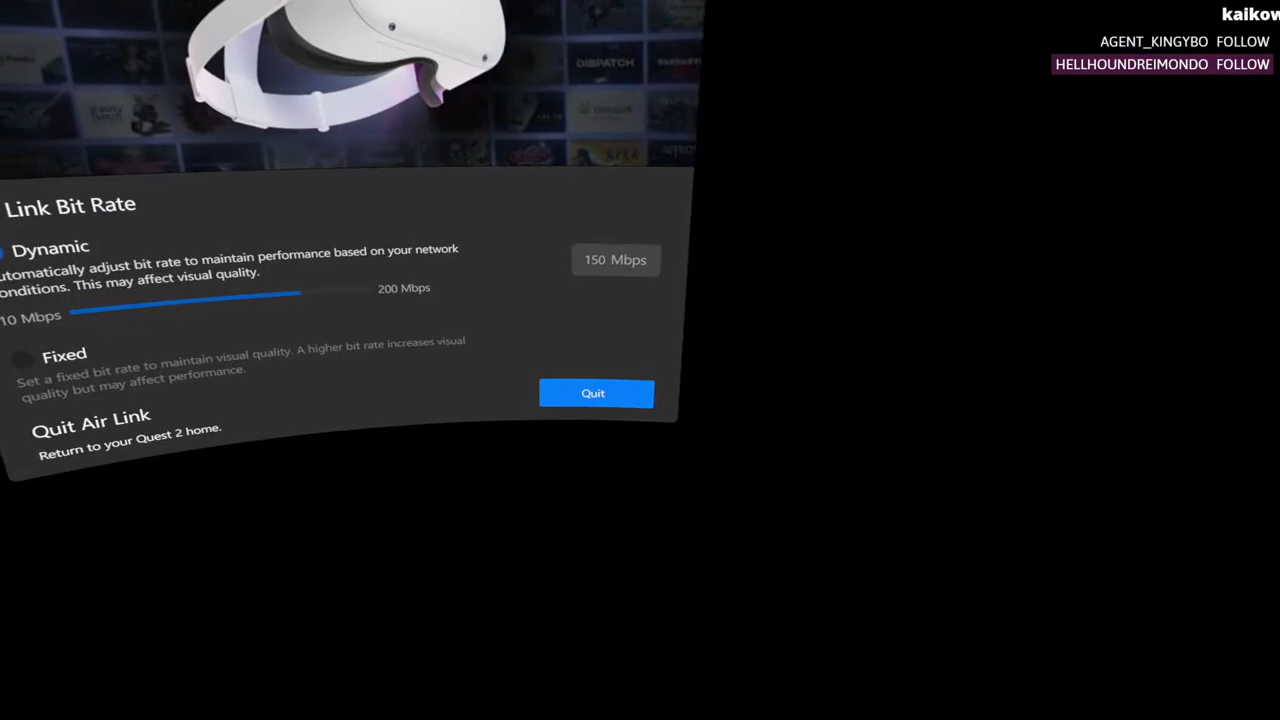 kaikow
AGENT_KINGYBO FOLLOW
HELLHOUNDREIMONDO FOLLOW
DISPATCH
Link Bit Rate
Dynamic
utomatically adjust bit rate to maintain performance based on your network
onditions. This may affect visual quality.
150 Mbps
10 Mbps
200 Mbps
Fixed
Set a fixed bit rate to maintain visual quality. A higher bit rate increases visual
quality but may affect performance.
Quit Air Link
Return to your Quest 2 home.
Quit